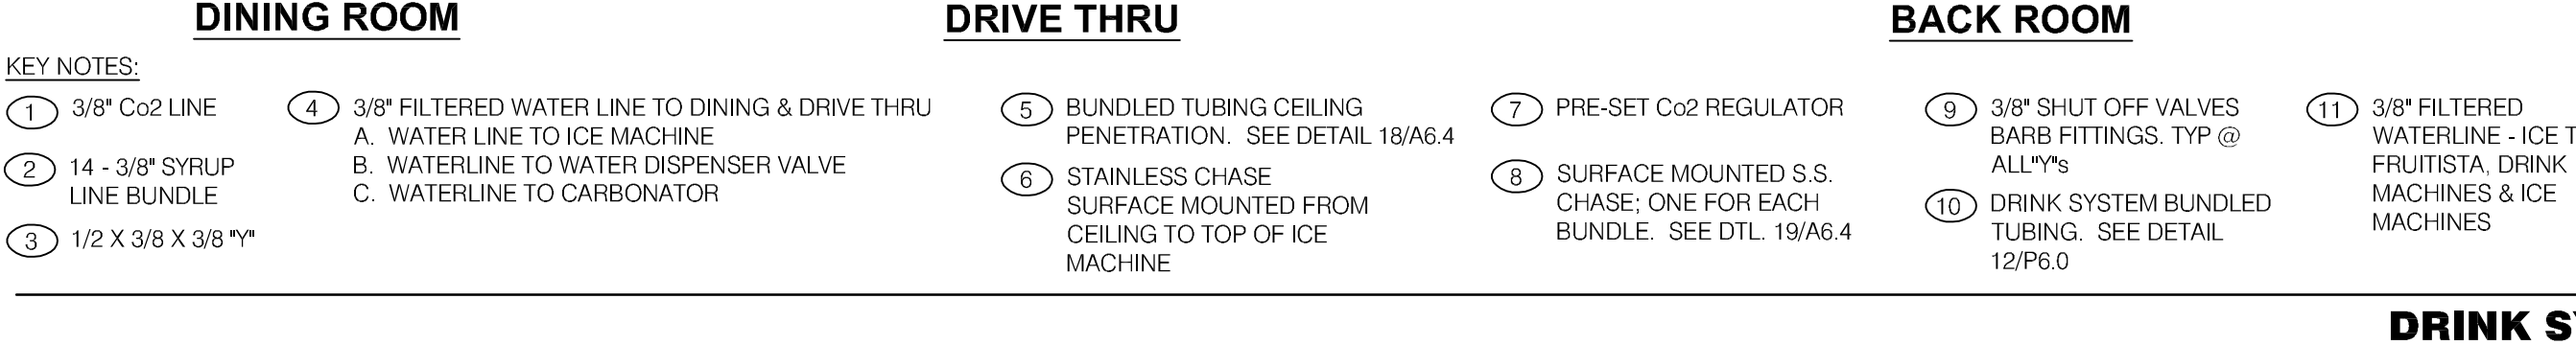 DINING ROOM
DRIVE THRU
BACK ROOM
KEY NOTES:
1 3/8" Co2 LINE
2 14 - 3/8" SYRUP
LINE BUNDLE
3 1/2 X 3/8 X 3/8 "Y"
4 3/8" FILTERED WATER LINE TO DINING & DRIVE THRU
A. WATER LINE TO ICE MACHINE
B. WATERLINE TO WATER DISPENSER VALVE
C. WATERLINE TO CARBONATOR
5 BUNDLED TUBING CEILING
PENETRATION. SEE DETAIL 18/A6.4
6 STAINLESS CHASE
SURFACE MOUNTED FROM
CEILING TO TOP OF ICE
MACHINE
7 PRE-SET Co2 REGULATOR
8 SURFACE MOUNTED S.S.
CHASE; ONE FOR EACH
BUNDLE. SEE DTL. 19/A6.4
9 3/8" SHUT OFF VALVES
BARB FITTINGS. TYP @
ALL"Y"s
10 DRINK SYSTEM BUNDLED
TUBING. SEE DETAIL
12/P6.0
11 3/8" FILTERED
WATERLINE - ICE
FRUITISTA, DRINK
MACHINES & ICE
MACHINES
DRINK